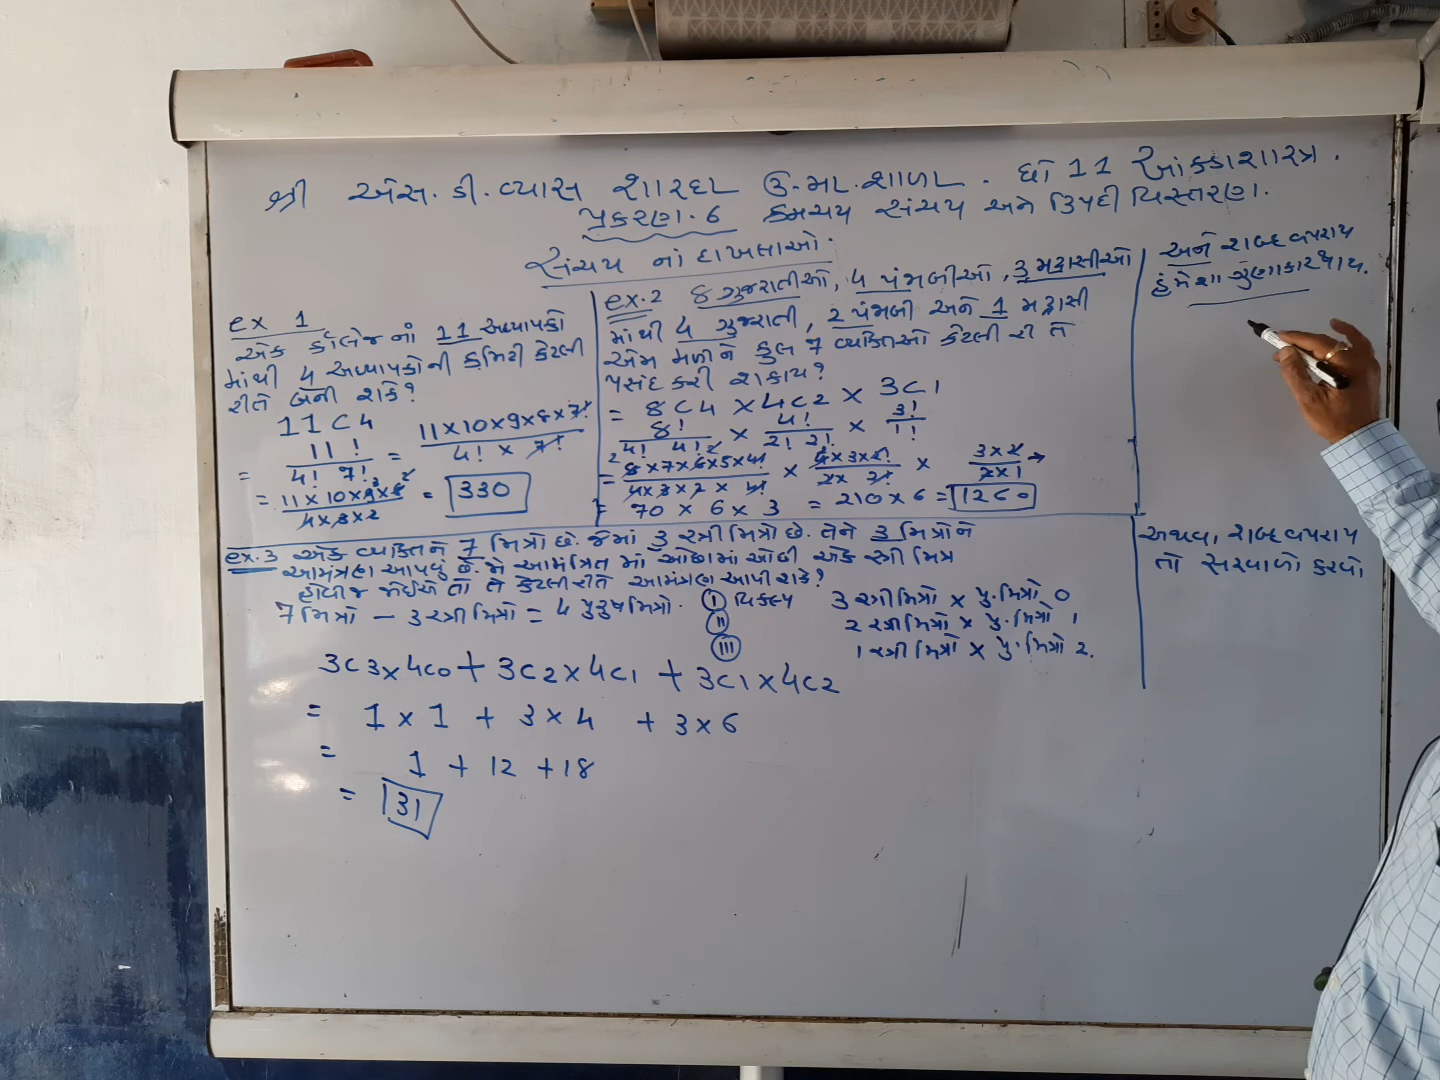 શ્રી એસ. ડી. વ્યાસ શારદા ઉ.મા. શાળા. ધો 11 આંકડાશાસ્ત્ર.
પ્રકરણ. 6 ક્રમચય સંચય અને દ્વિપદી વિસ્તરણ.
સંચય નાં દાખલાઓ.
ex 1
એક કોલેજ નાં 11 અધ્યાપકો
માંથી 4 અધ્યાપકો ની કમિટી કેટલી
રીતે બની શકે?
11C4
= 11! / 4! 7! = 11×10×9×8×7! / 4! × 7!
= 11×10×9×8 / 4×3×2 = 330
ex.2 8 ગુજરાતીઓ, 4 પંજાબીઓ, 3 મદ્રાસીઓ
માંથી 4 ગુજરાતી, 2 પંજાબી અને 1 મદ્રાસી
એમ મળીને કુલ 7 વ્યક્તિઓ કેટલી રીતે
પસંદ કરી શકાય?
= 8C4 × 4C2 × 3C1
8! / 4! 4! × 4! / 2! 2! × 3! / 1!
= 8×7×6×5×4! / 4×3×2×4! × 4×3×2! / 2×2! × 3×2 / 2×1
= 70 × 6 × 3 = 210×6 = 1260
અને શબ્દ વપરાય
હંમેશા ગુણાકાર થાય.
ex.3 એક વ્યક્તિને 7 મિત્રો છે. જેમાં 3 સ્ત્રી મિત્રો છે. તેને 3 મિત્રોને
આમંત્રણ આપવું છે. જો આમંત્રિત માં ઓછામાં ઓછી એક સ્ત્રી મિત્ર
હોવી જ જોઈએ તો તે કેટલી રીતે આમંત્રણ આપી શકે?
7 મિત્રો – 3 સ્ત્રી મિત્રો = 4 પુરુષ મિત્રો.
I વિકલ્પ 3 સ્ત્રી મિત્રો × પુ. મિત્રો 0
II 2 સ્ત્રી મિત્રો × પુ. મિત્રો 1
III 1 સ્ત્રી મિત્રો × પુ. મિત્રો 2.
3C3×4C0 + 3C2×4C1 + 3C1×4C2
= 1×1 + 3×4 + 3×6
= 1 + 12 + 18
= 31
અથવા શબ્દ વપરાય
તો સરવાળો કરવો